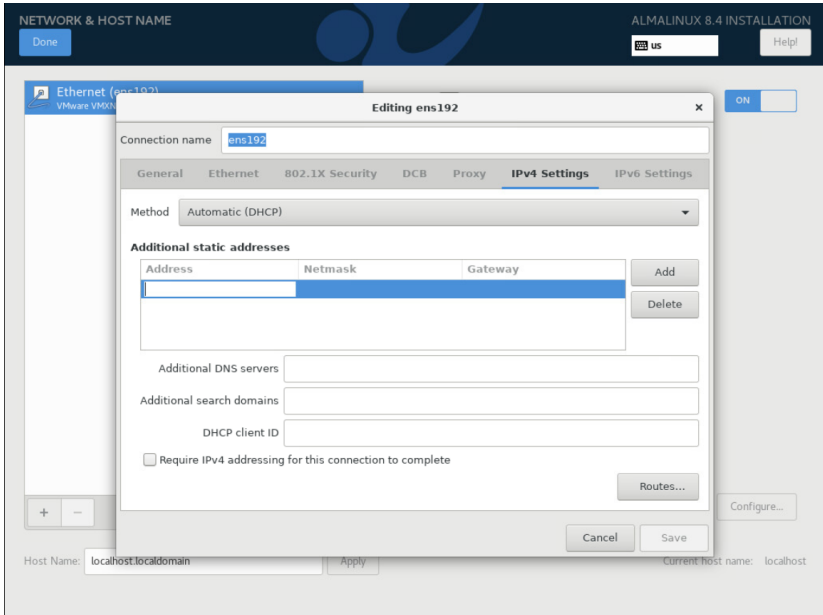 NETWORK & HOST NAME
ALMALINUX 8.4 INSTALLATION
Done
us
Help!
Ethernet (ens192)
VMware VMXN
ON
Editing ens192
Connection name ens192
General Ethernet 802.1X Security DCB Proxy IPv4 Settings IPv6 Settings
Method Automatic (DHCP)
Additional static addresses
Address Netmask Gateway
Add
Delete
Additional DNS servers
Additional search domains
DHCP client ID
Require IPv4 addressing for this connection to complete
Routes...
+ − Configure...
Cancel Save
Host Name: localhost.localdomain Apply Current host name: localhost